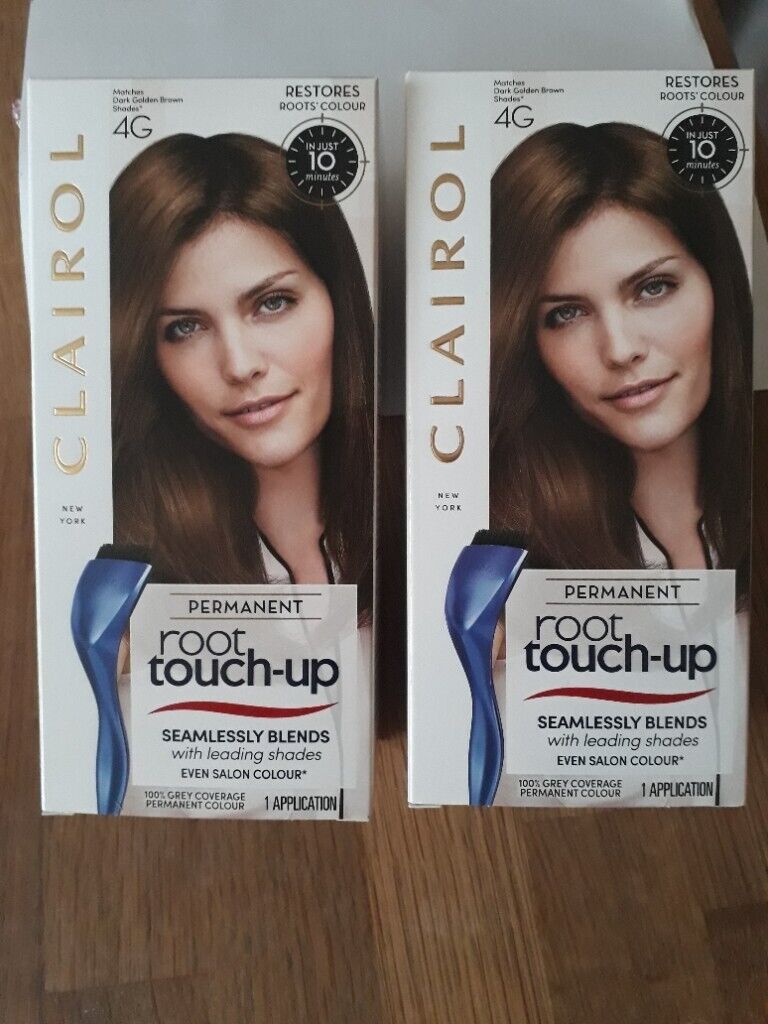 Matches
Dark Golden Brown
Shades*
4G
RESTORES
ROOTS' COLOUR
IN JUST
10
minutes
CLAIROL
NEW
YORK
PERMANENT
root
touch-up
SEAMLESSLY BLENDS
with leading shades
EVEN SALON COLOUR*
100% GREY COVERAGE
PERMANENT COLOUR
1 APPLICATION
Matches
Dark Golden Brown
Shades*
4G
RESTORES
ROOTS' COLOUR
IN JUST
10
minutes
CLAIROL
NEW
YORK
PERMANENT
root
touch-up
SEAMLESSLY BLENDS
with leading shades
EVEN SALON COLOUR*
100% GREY COVERAGE
PERMANENT COLOUR
1 APPLICATION